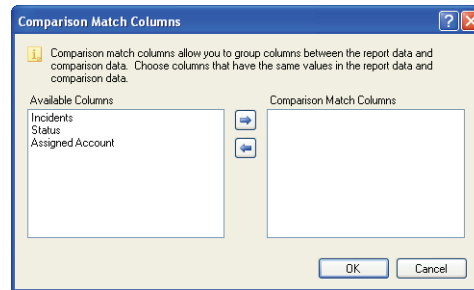 Comparison Match Columns
Comparison match columns allow you to group columns between the report data and
comparison data. Choose columns that have the same values in the report data and
comparison data.
Available Columns
Comparison Match Columns
Incidents
Status
Assigned Account
OK
Cancel